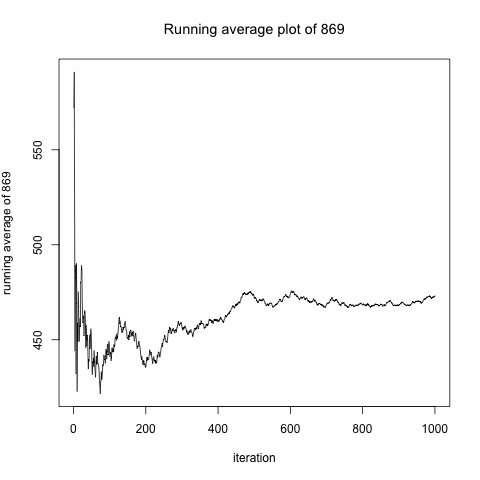 Running average plot of 869
running average of 869
550
500
450
0 200 400 600 800 1000
iteration